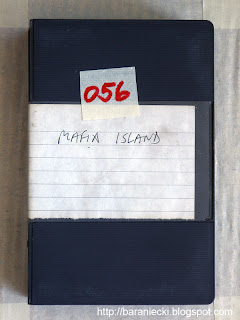 056
MAFIA ISLAND
http://baraniecki.blogspot.com